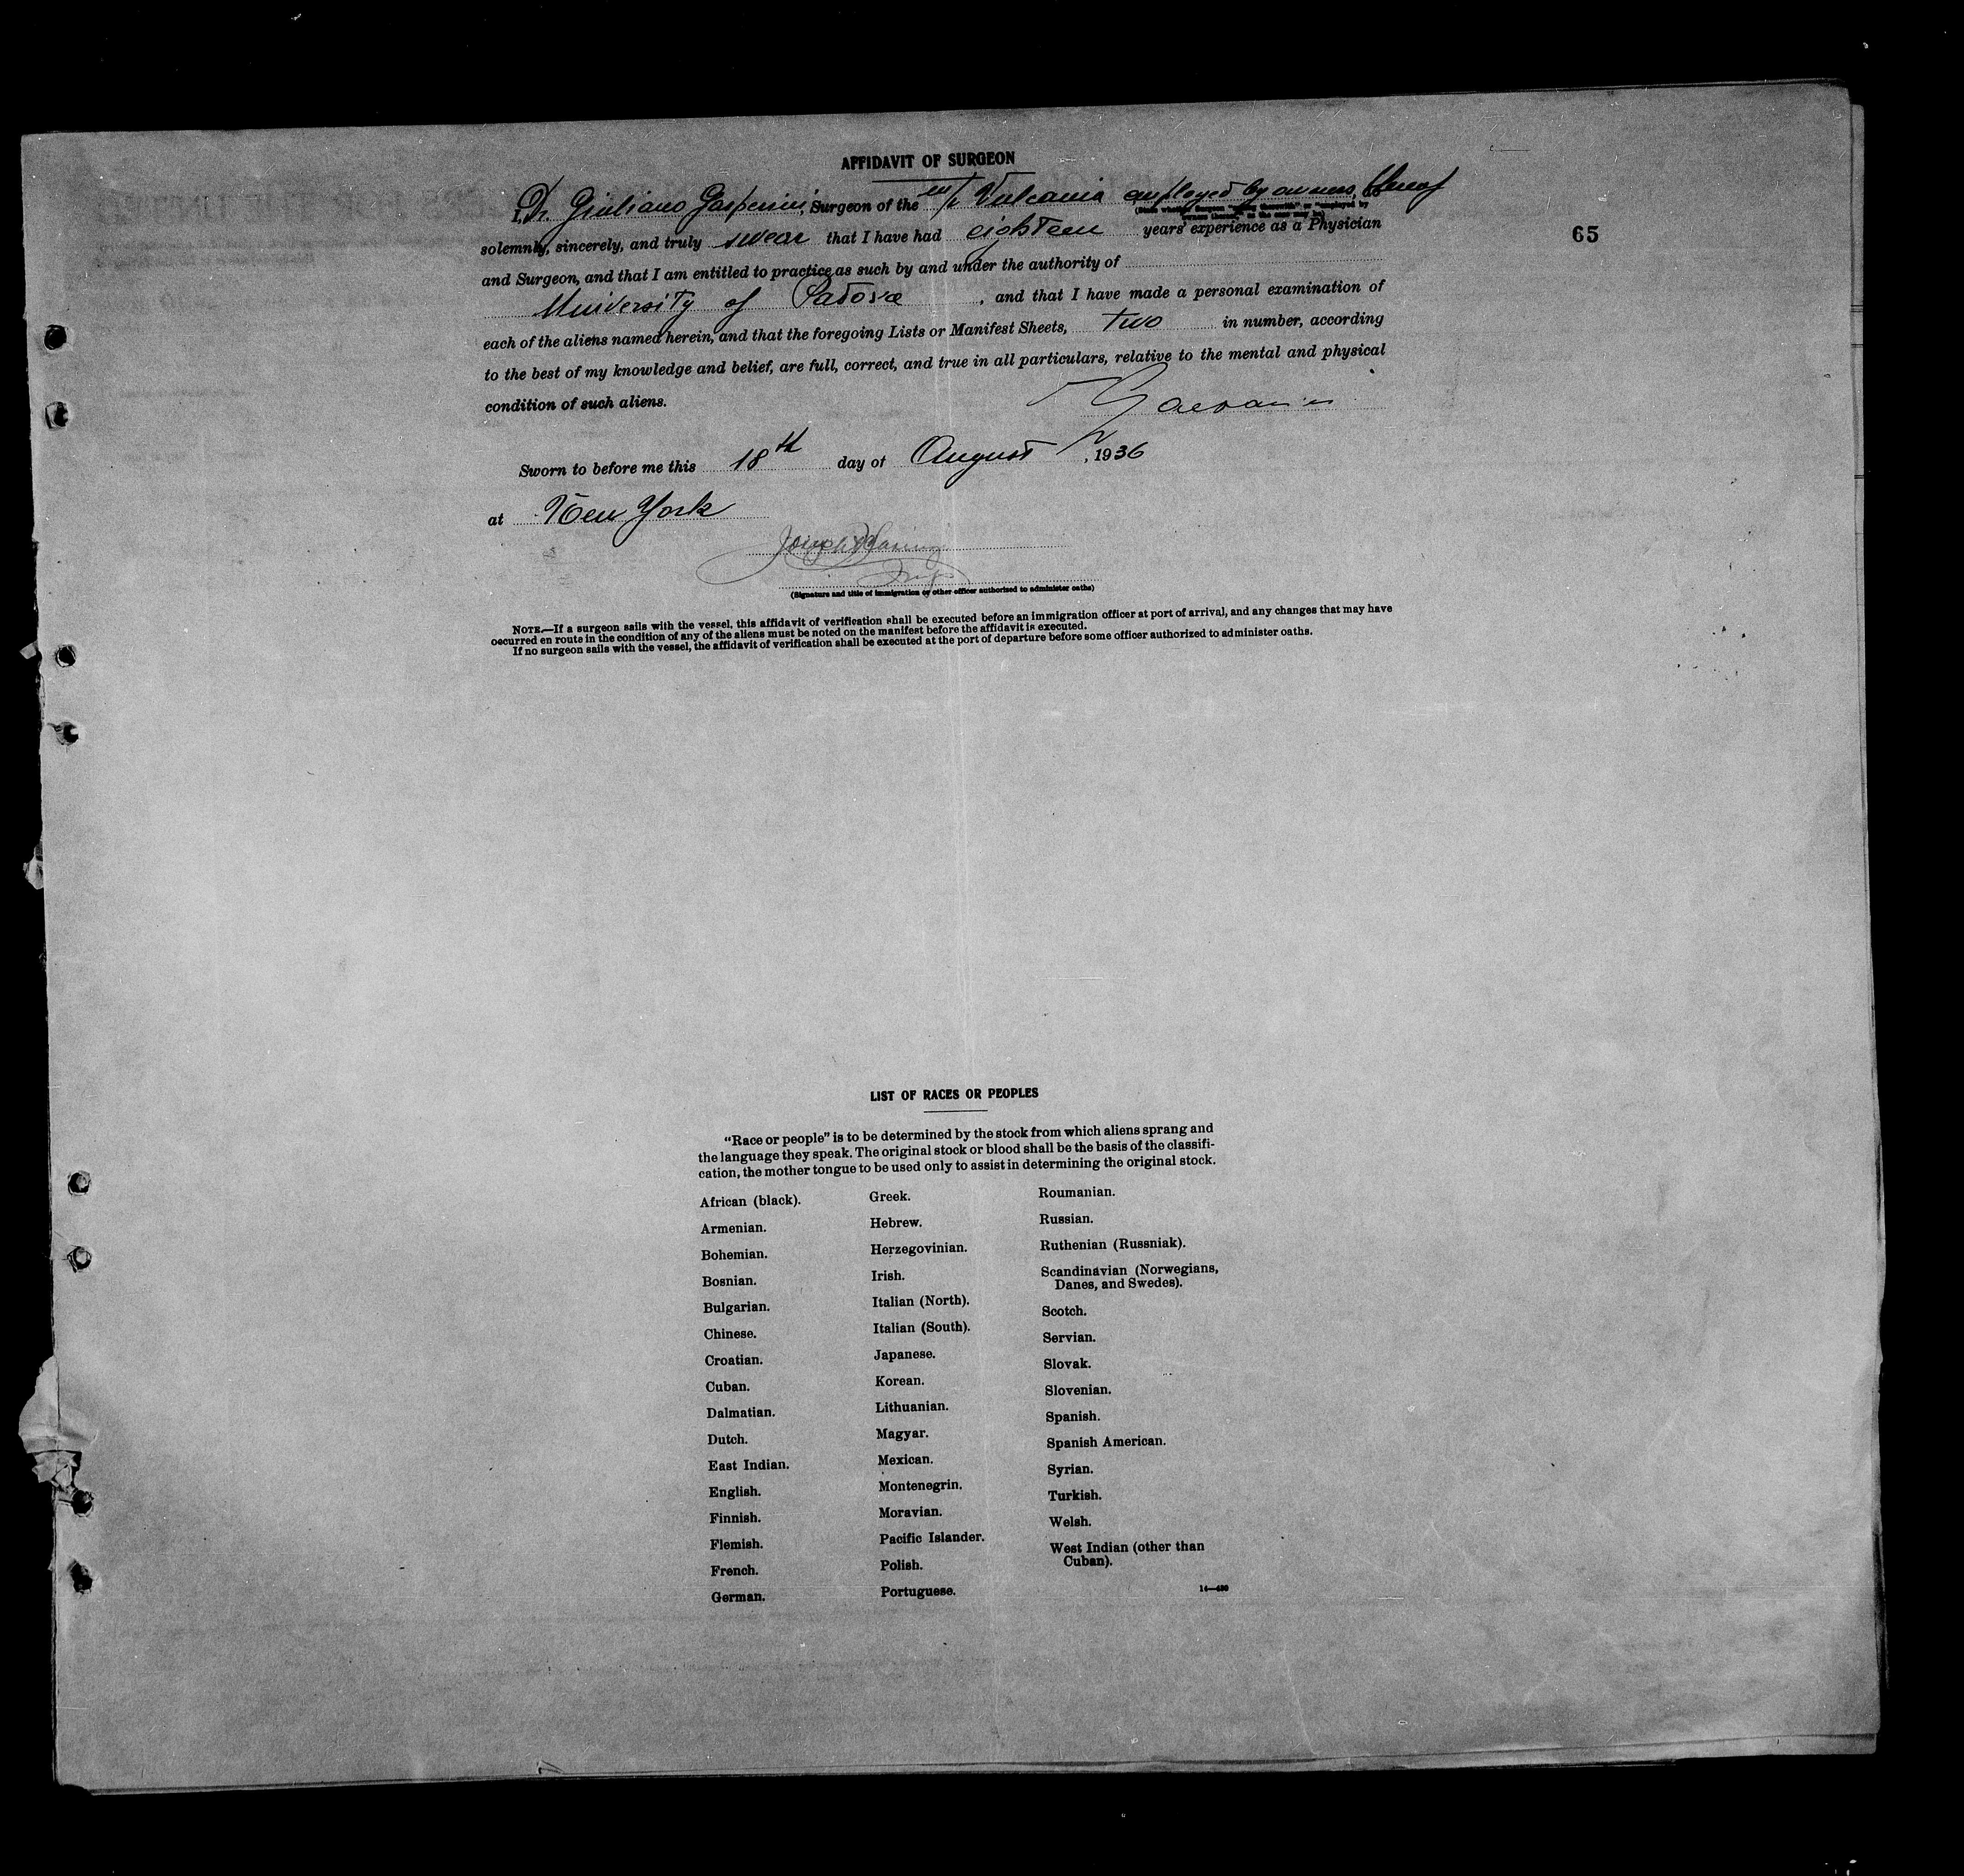 AFFIDAVIT OF SURGEON
I, Dr. Giuliano Gasperini, Surgeon of the m/v Vulcania employed by owners thereof
65
solemnly, sincerely, and truly swear that I have had eighteen years' experience as a Physician
and Surgeon, and that I am entitled to practice as such by and under the authority of
University of Padova, and that I have made a personal examination of
each of the aliens named herein, and that the foregoing Lists or Manifest Sheets, two in number, according
to the best of my knowledge and belief, are full, correct, and true in all particulars, relative to the mental and physical
condition of such aliens.
Sworn to before me this 18th day of August, 1936
at New York
(Signature and title of immigration or other officer authorized to administer oaths)
NOTE.—If a surgeon sails with the vessel, this affidavit of verification shall be executed before an immigration officer at port of arrival, and any changes that may have
occurred en route in the condition of any of the aliens must be noted on the manifest before the affidavit is executed.
If no surgeon sails with the vessel, the affidavit of verification shall be executed at the port of departure before some officer authorized to administer oaths.
LIST OF RACES OR PEOPLES
"Race or people" is to be determined by the stock from which aliens sprang and
the language they speak. The original stock or blood shall be the basis of the classifi-
cation, the mother tongue to be used only to assist in determining the original stock.
African (black).
Armenian.
Bohemian.
Bosnian.
Bulgarian.
Chinese.
Croatian.
Cuban.
Dalmatian.
Dutch.
East Indian.
English.
Finnish.
Flemish.
French.
German.
Greek.
Hebrew.
Herzegovinian.
Irish.
Italian (North).
Italian (South).
Japanese.
Korean.
Lithuanian.
Magyar.
Mexican.
Montenegrin.
Moravian.
Pacific Islander.
Polish.
Portuguese.
Roumanian.
Russian.
Ruthenian (Russniak).
Scandinavian (Norwegians,
Danes, and Swedes).
Scotch.
Servian.
Slovak.
Slovenian.
Spanish.
Spanish American.
Syrian.
Turkish.
Welsh.
West Indian (other than
Cuban).